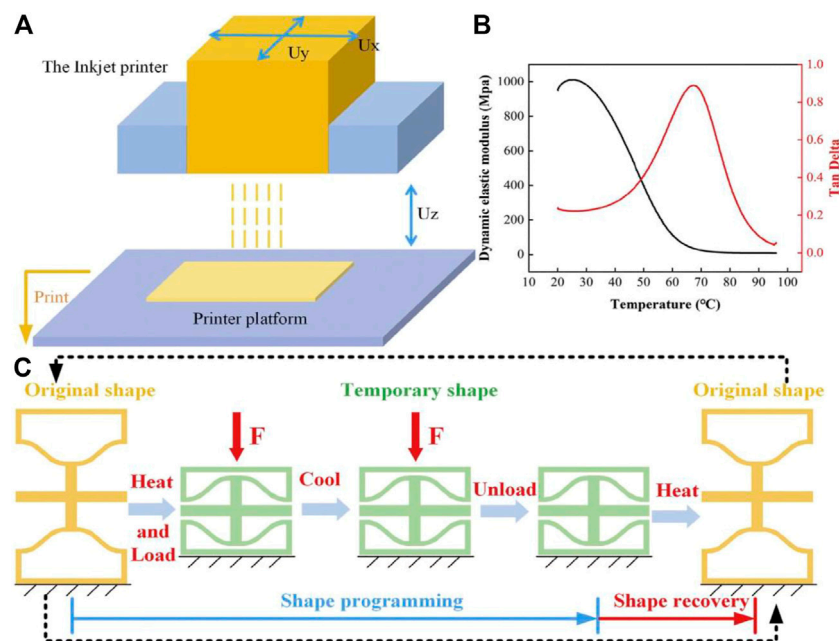 A
The Inkjet printer
Ux
Uy
Uz
Print
Printer platform
B
Dynamic elastic modulus (Mpa)
1000
800
600
400
200
0
1.0
0.8
0.6
0.4
0.2
0.0
Tan Delta
10 20 30 40 50 60 70 80 90 100
Temperature (°C)
C
Original shape
Temporary shape
Original shape
F
F
Heat
and
Load
Cool
Unload
Heat
Shape programming
Shape recovery